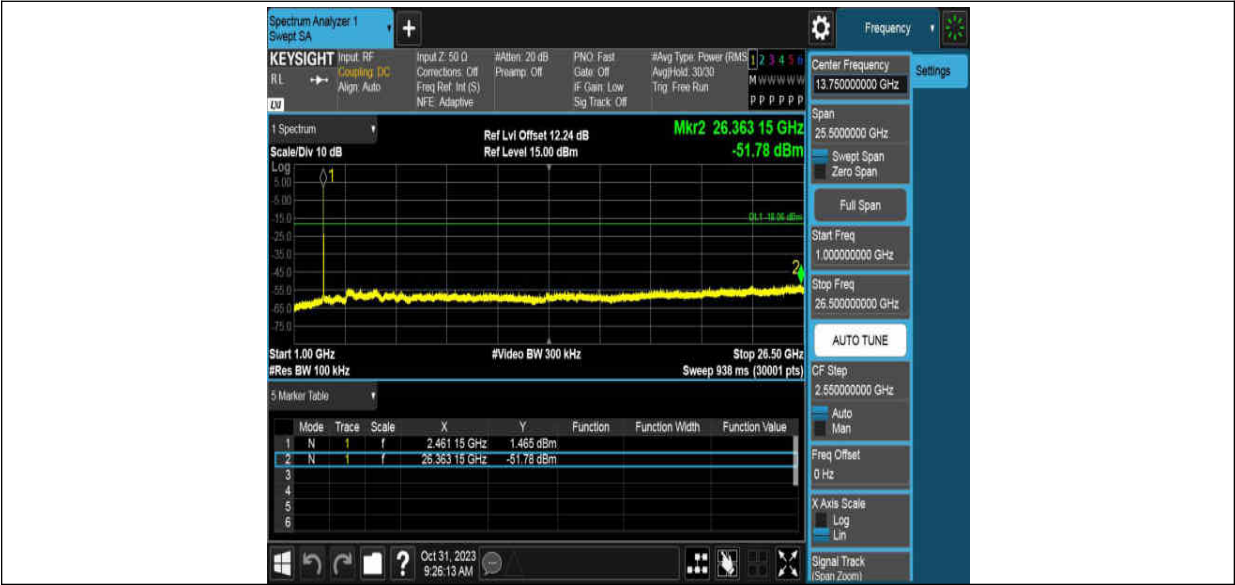 Spectrum Analyzer 1
Swept SA
+
Frequency
KEYSIGHT
RL
LXI
Input: RF
Coupling: DC
Align: Auto
Input Z: 50 Ω
Corrections: Off
Freq Ref: Int (S)
NFE: Adaptive
#Atten: 20 dB
Preamp: Off
PNO: Fast
Gate: Off
IF Gain: Low
Sig Track: Off
#Avg Type: Power (RMS
Avg|Hold: 30/30
Trig: Free Run
1 2 3 4 5 6
M W W W W W
P P P P P P
Center Frequency
13.750000000 GHz
Settings
1 Spectrum
Scale/Div 10 dB
Ref Lvl Offset 12.24 dB
Ref Level 15.00 dBm
Mkr2 26.363 15 GHz
-51.78 dBm
Span
25.5000000 GHz
Swept Span
Zero Span
Full Span
Log
5.00
-5.00
-15.0
-25.0
-35.0
-45.0
-55.0
-65.0
-75.0
1
DL1 -18.06 dBm
2
Start 1.00 GHz
#Res BW 100 kHz
#Video BW 300 kHz
Stop 26.50 GHz
Sweep 938 ms (30001 pts)
Start Freq
1.000000000 GHz
Stop Freq
26.500000000 GHz
AUTO TUNE
CF Step
2.550000000 GHz
Auto
Man
5 Marker Table
Mode Trace Scale X Y Function Function Width Function Value
1 N 1 f 2.461 15 GHz 1.465 dBm
2 N 1 f 26.363 15 GHz -51.78 dBm
3
4
5
6
Freq Offset
0 Hz
X Axis Scale
Log
Lin
Signal Track
(Span Zoom)
?
Oct 31, 2023
9:26:13 AM